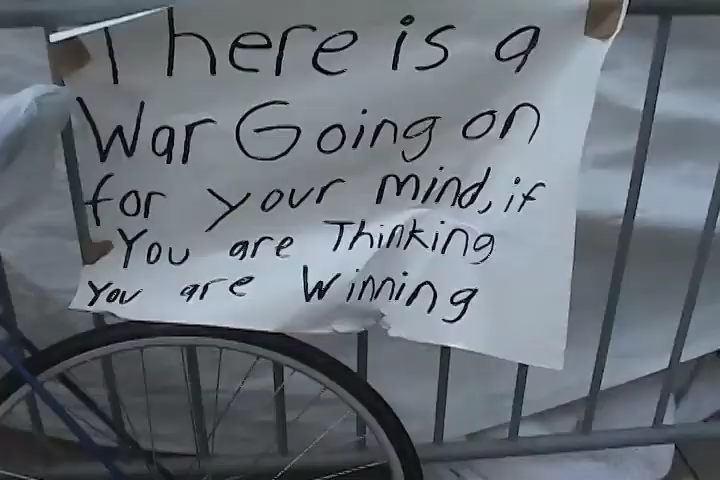 There is a
War Going on
for your mind, if
You are Thinking
You are Winning